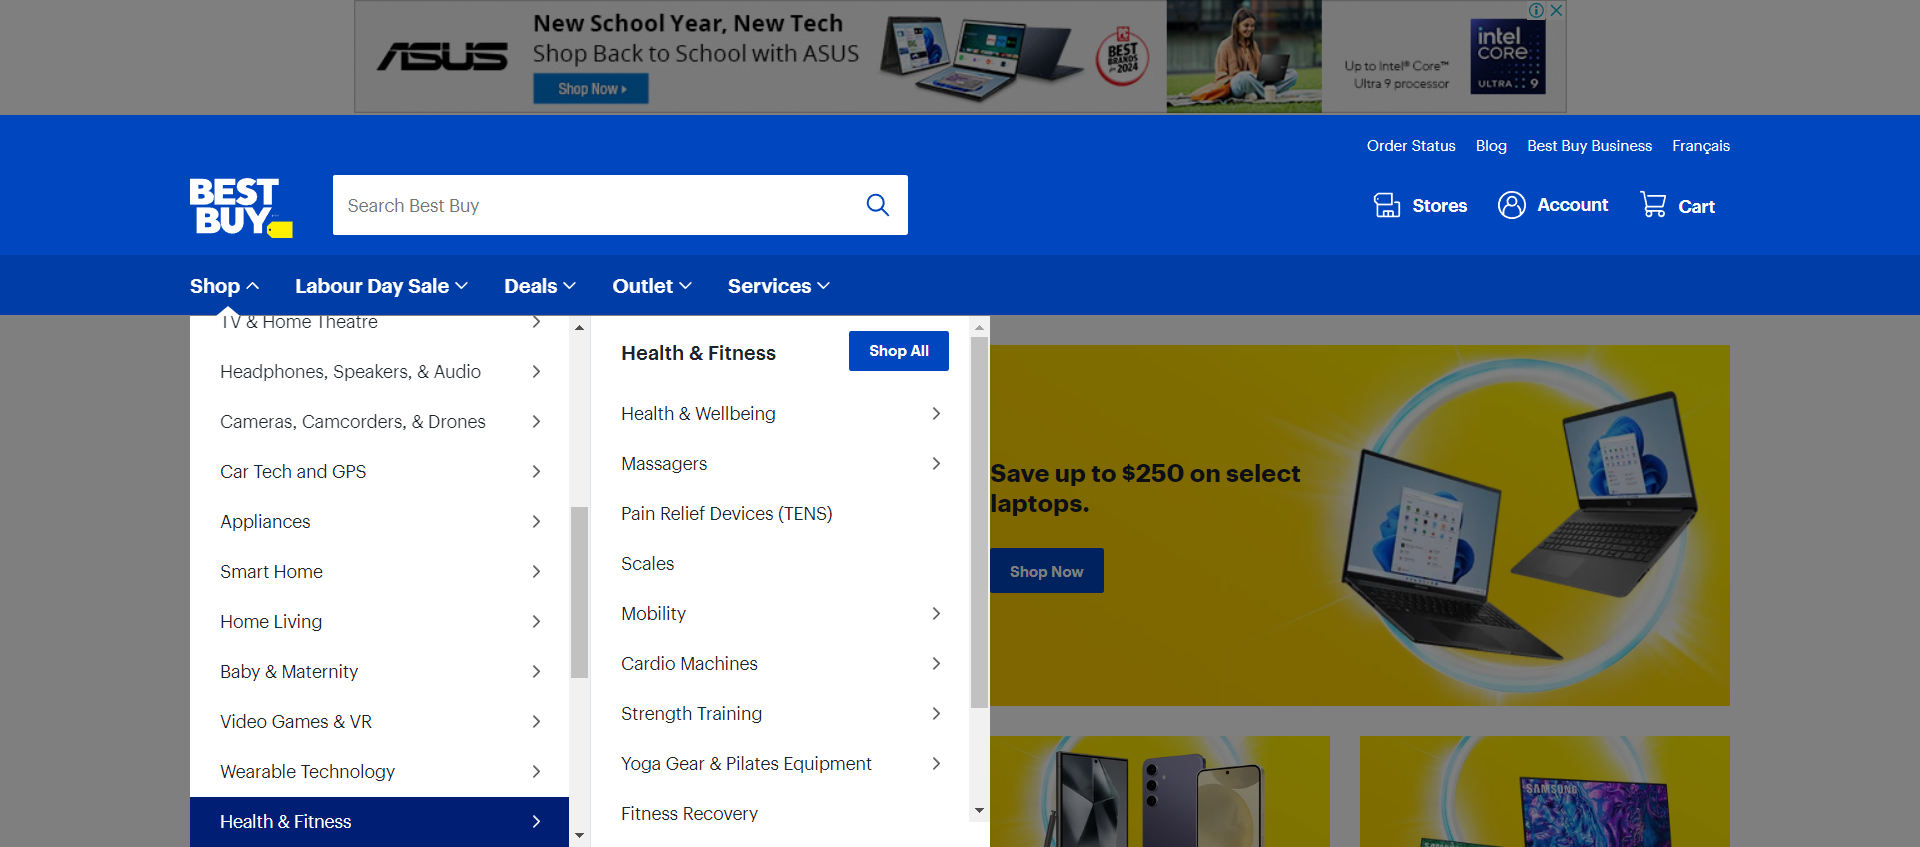 ASUS
New School Year, New Tech
Shop Back to School with ASUS
Shop Now
BEST
BRANDS
for 2024
Up to Intel® Core™
Ultra 9 processor
intel
CORE
ULTRA 9
Order Status Blog Best Buy Business Français
BEST
BUY
Search Best Buy
Stores Account Cart
Shop Labour Day Sale Deals Outlet Services
TV & Home Theatre
Headphones, Speakers, & Audio
Cameras, Camcorders, & Drones
Car Tech and GPS
Appliances
Smart Home
Home Living
Baby & Maternity
Video Games & VR
Wearable Technology
Health & Fitness
Health & Fitness
Shop All
Health & Wellbeing
Massagers
Pain Relief Devices (TENS)
Scales
Mobility
Cardio Machines
Strength Training
Yoga Gear & Pilates Equipment
Fitness Recovery
Save up to $250 on select
laptops.
Shop Now
SAMSUNG